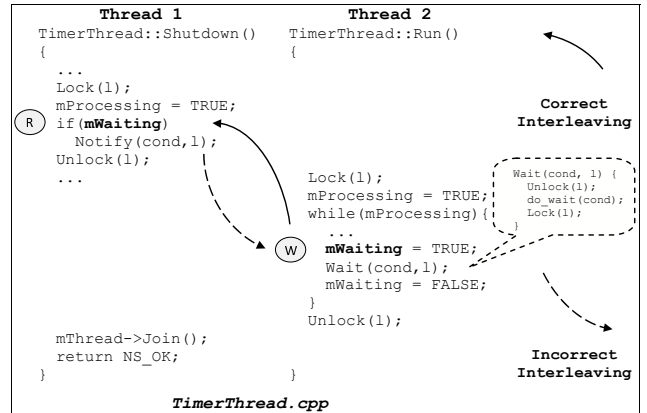 Thread 1
TimerThread::Shutdown()
{
...
Lock(l);
mProcessing = TRUE;
R
if(mWaiting)
Notify(cond,l);
Unlock(l);
...
mThread->Join();
return NS_OK;
}
Thread 2
TimerThread::Run()
{
Lock(l);
mProcessing = TRUE;
while(mProcessing){
...
W
mWaiting = TRUE;
Wait(cond,l);
mWaiting = FALSE;
}
Unlock(l);
}
Correct
Interleaving
Wait(cond, l) {
Unlock(l);
do_wait(cond);
Lock(l);
}
Incorrect
Interleaving
TimerThread.cpp